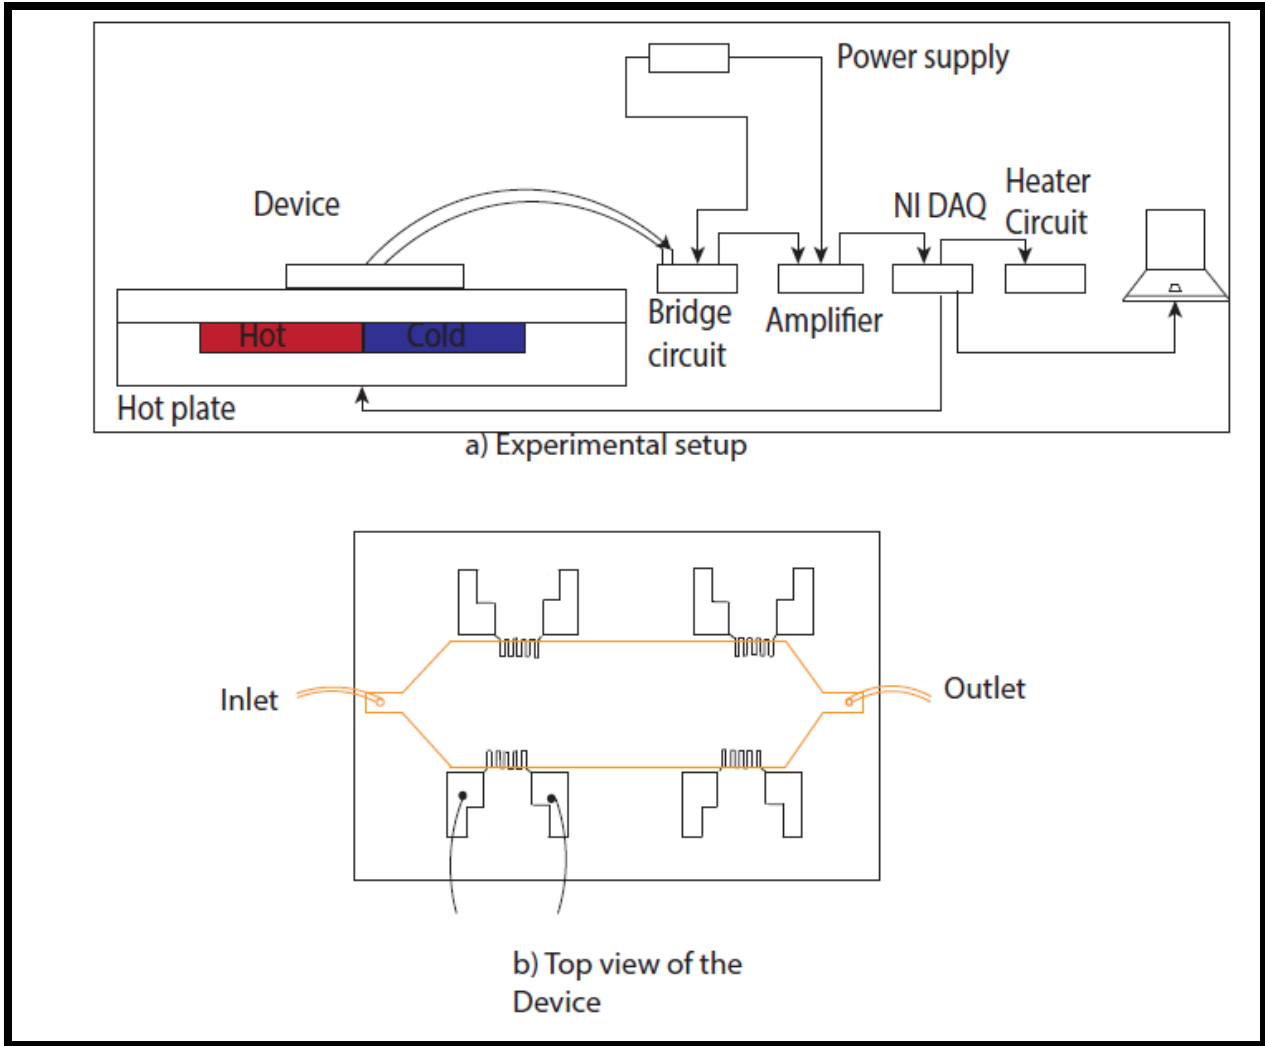 Power supply
Device
NI DAQ
Heater
Circuit
Hot
Cold
Bridge
circuit
Amplifier
Hot plate
a) Experimental setup
Inlet
Outlet
b) Top view of the
Device